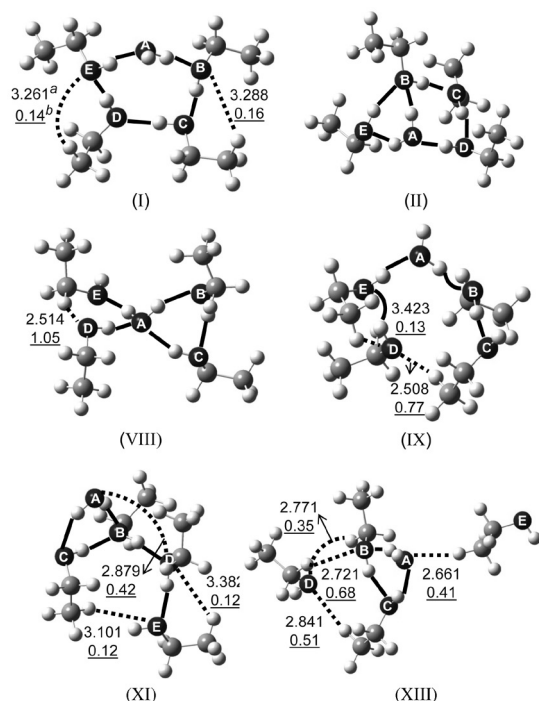 A
E
B
3.261a
0.14b
3.288
0.16
D
C
(I)
B
C
E
A
D
(II)
E
B
2.514
1.05
D
A
C
(VIII)
A
E
B
3.423
0.13
D
C
2.508
0.77
(IX)
A
B
C
D
2.879
0.42
3.382
0.12
3.101
0.12
E
(XI)
2.771
0.35
E
B
A
D
2.721
0.68
2.661
0.41
2.841
0.51
C
(XIII)